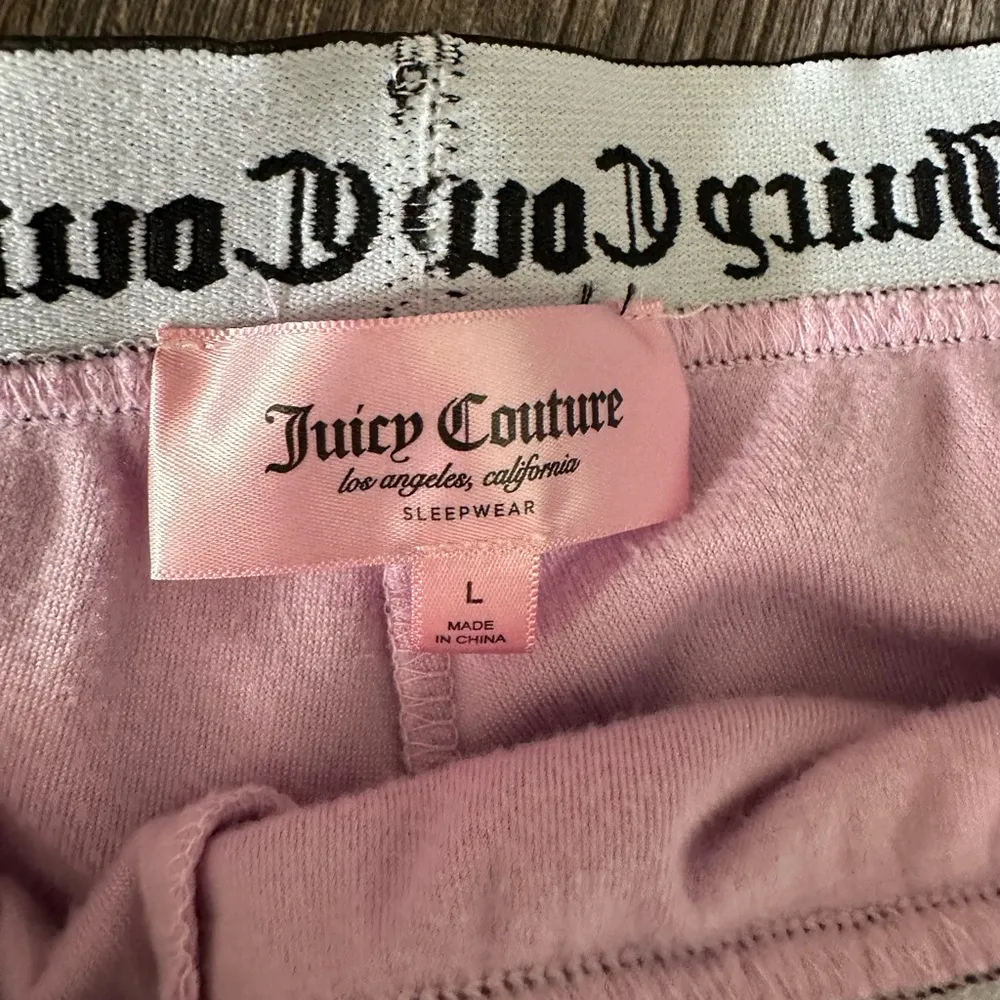 Juicy Couture
los angeles, california
SLEEPWEAR
L
MADE
IN CHINA